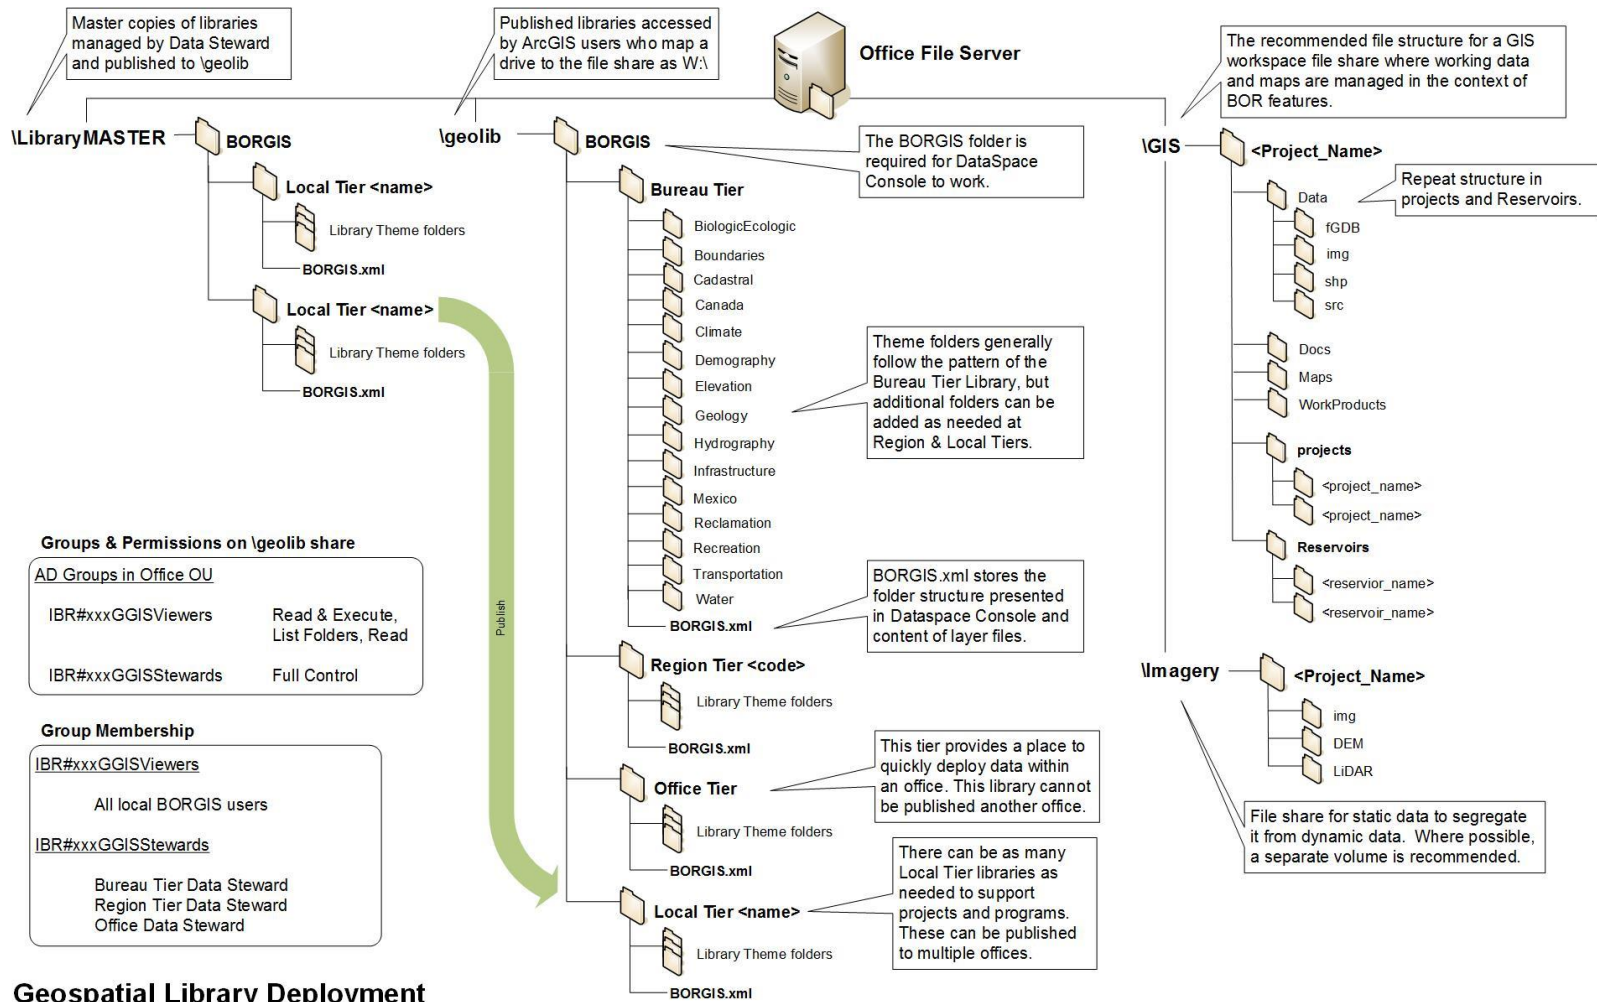 Master copies of libraries
managed by Data Steward
and published to \geolib
Published libraries accessed
by ArcGIS users who map a
drive to the file share as W:\
Office File Server
The recommended file structure for a GIS
workspace file share where working data
and maps are managed in the context of
BOR features.
\LibraryMASTER
BORGIS
Local Tier <name>
Library Theme folders
BORGIS.xml
Local Tier <name>
Library Theme folders
BORGIS.xml
Publish
\geolib
BORGIS
The BORGIS folder is
required for DataSpace
Console to work.
Bureau Tier
BiologicEcologic
Boundaries
Cadastral
Canada
Climate
Demography
Elevation
Geology
Hydrography
Infrastructure
Mexico
Reclamation
Recreation
Transportation
Water
BORGIS.xml
Theme folders generally
follow the pattern of the
Bureau Tier Library, but
additional folders can be
added as needed at
Region & Local Tiers.
BORGIS.xml stores the
folder structure presented
in Dataspace Console and
content of layer files.
Region Tier <code>
Library Theme folders
BORGIS.xml
Office Tier
Library Theme folders
BORGIS.xml
This tier provides a place to
quickly deploy data within
an office. This library cannot
be published another office.
Local Tier <name>
Library Theme folders
BORGIS.xml
There can be as many
Local Tier libraries as
needed to support
projects and programs.
These can be published
to multiple offices.
\GIS
<Project_Name>
Data
fGDB
img
shp
src
Repeat structure in
projects and Reservoirs.
Docs
Maps
WorkProducts
projects
<project_name>
<project_name>
Reservoirs
<reservior_name>
<reservoir_name>
\Imagery
<Project_Name>
img
DEM
LiDAR
File share for static data to segregate
it from dynamic data. Where possible,
a separate volume is recommended.
Groups & Permissions on \geolib share
AD Groups in Office OU
IBR#xxxGGISViewers Read & Execute,
List Folders, Read
IBR#xxxGGISStewards Full Control
Group Membership
IBR#xxxGGISViewers
All local BORGIS users
IBR#xxxGGISStewards
Bureau Tier Data Steward
Region Tier Data Steward
Office Data Steward
Geospatial Library Deployment